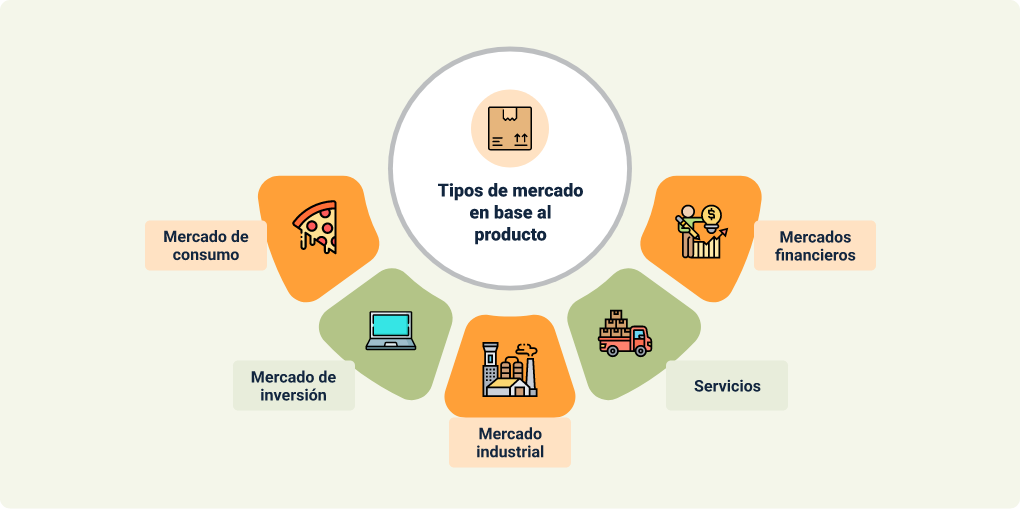 Tipos de mercado
en base al
producto
Mercado de
consumo
Mercado de
inversión
Mercado
industrial
Servicios
Mercados
financieros
$